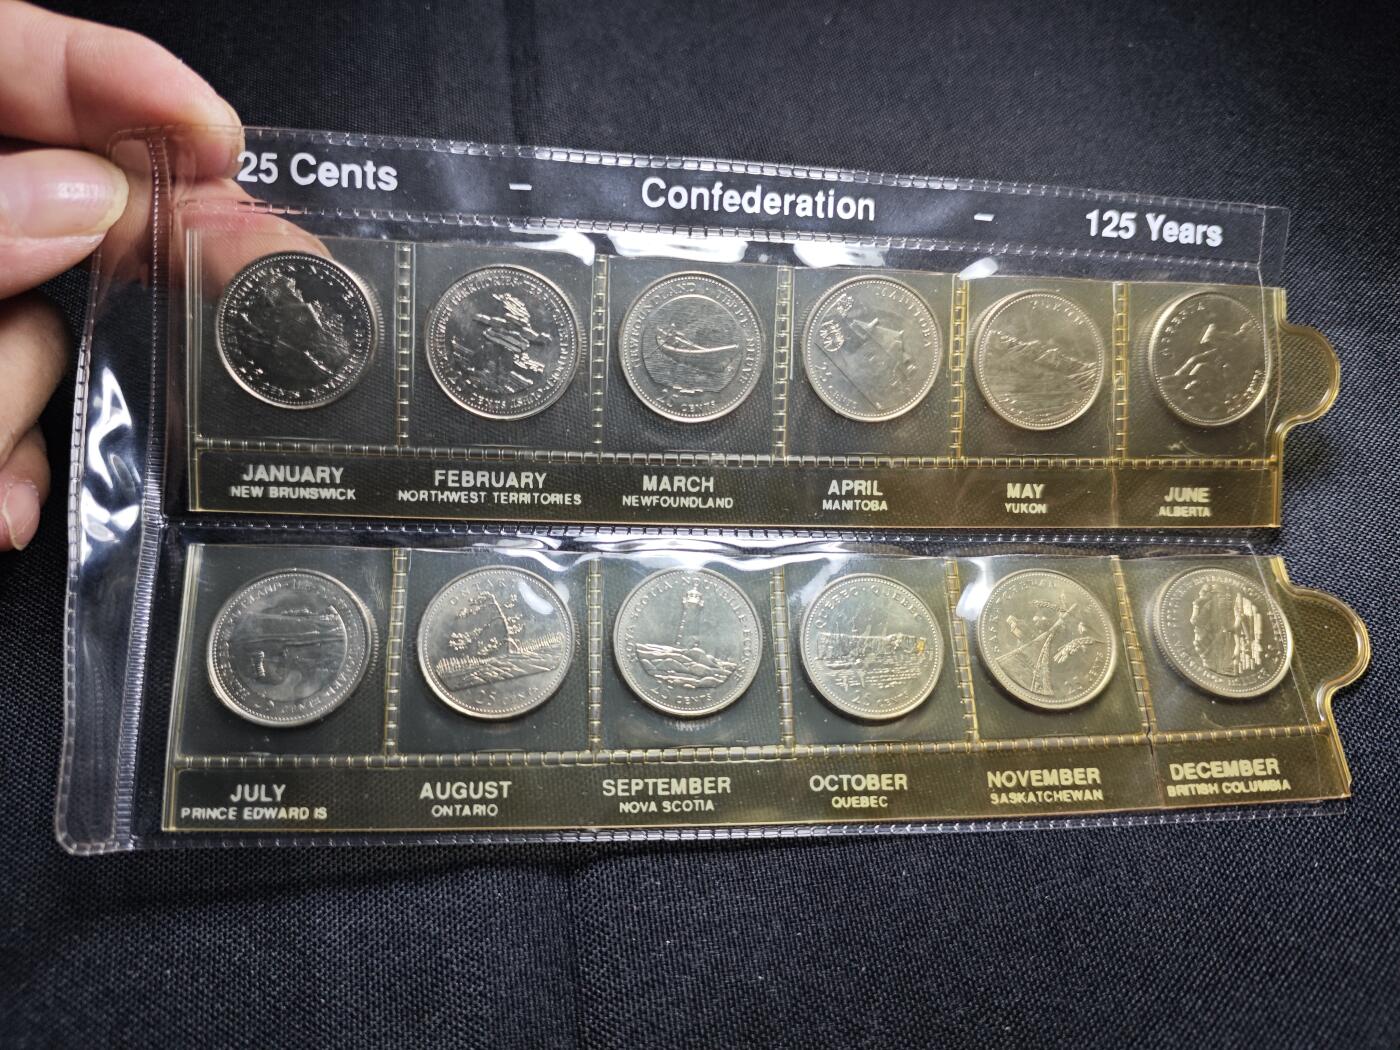 25 Cents - Confederation - 125 Years
JANUARY
NEW BRUNSWICK
FEBRUARY
NORTHWEST TERRITORIES
MARCH
NEWFOUNDLAND
APRIL
MANITOBA
MAY
YUKON
JUNE
ALBERTA
JULY
PRINCE EDWARD IS
AUGUST
ONTARIO
SEPTEMBER
NOVA SCOTIA
OCTOBER
QUEBEC
NOVEMBER
SASKATCHEWAN
DECEMBER
BRITISH COLUMBIA